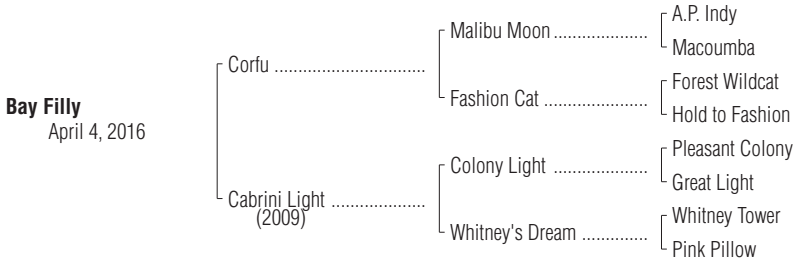 A.P. Indy
Malibu Moon .....................
Macoumba
Corfu .................................
Forest Wildcat
Fashion Cat .......................
Hold to Fashion
Bay Filly
April 4, 2016
Pleasant Colony
Colony Light .....................
Great Light
Cabrini Light .....................
(2009)
Whitney Tower
Whitney's Dream ...............
Pink Pillow